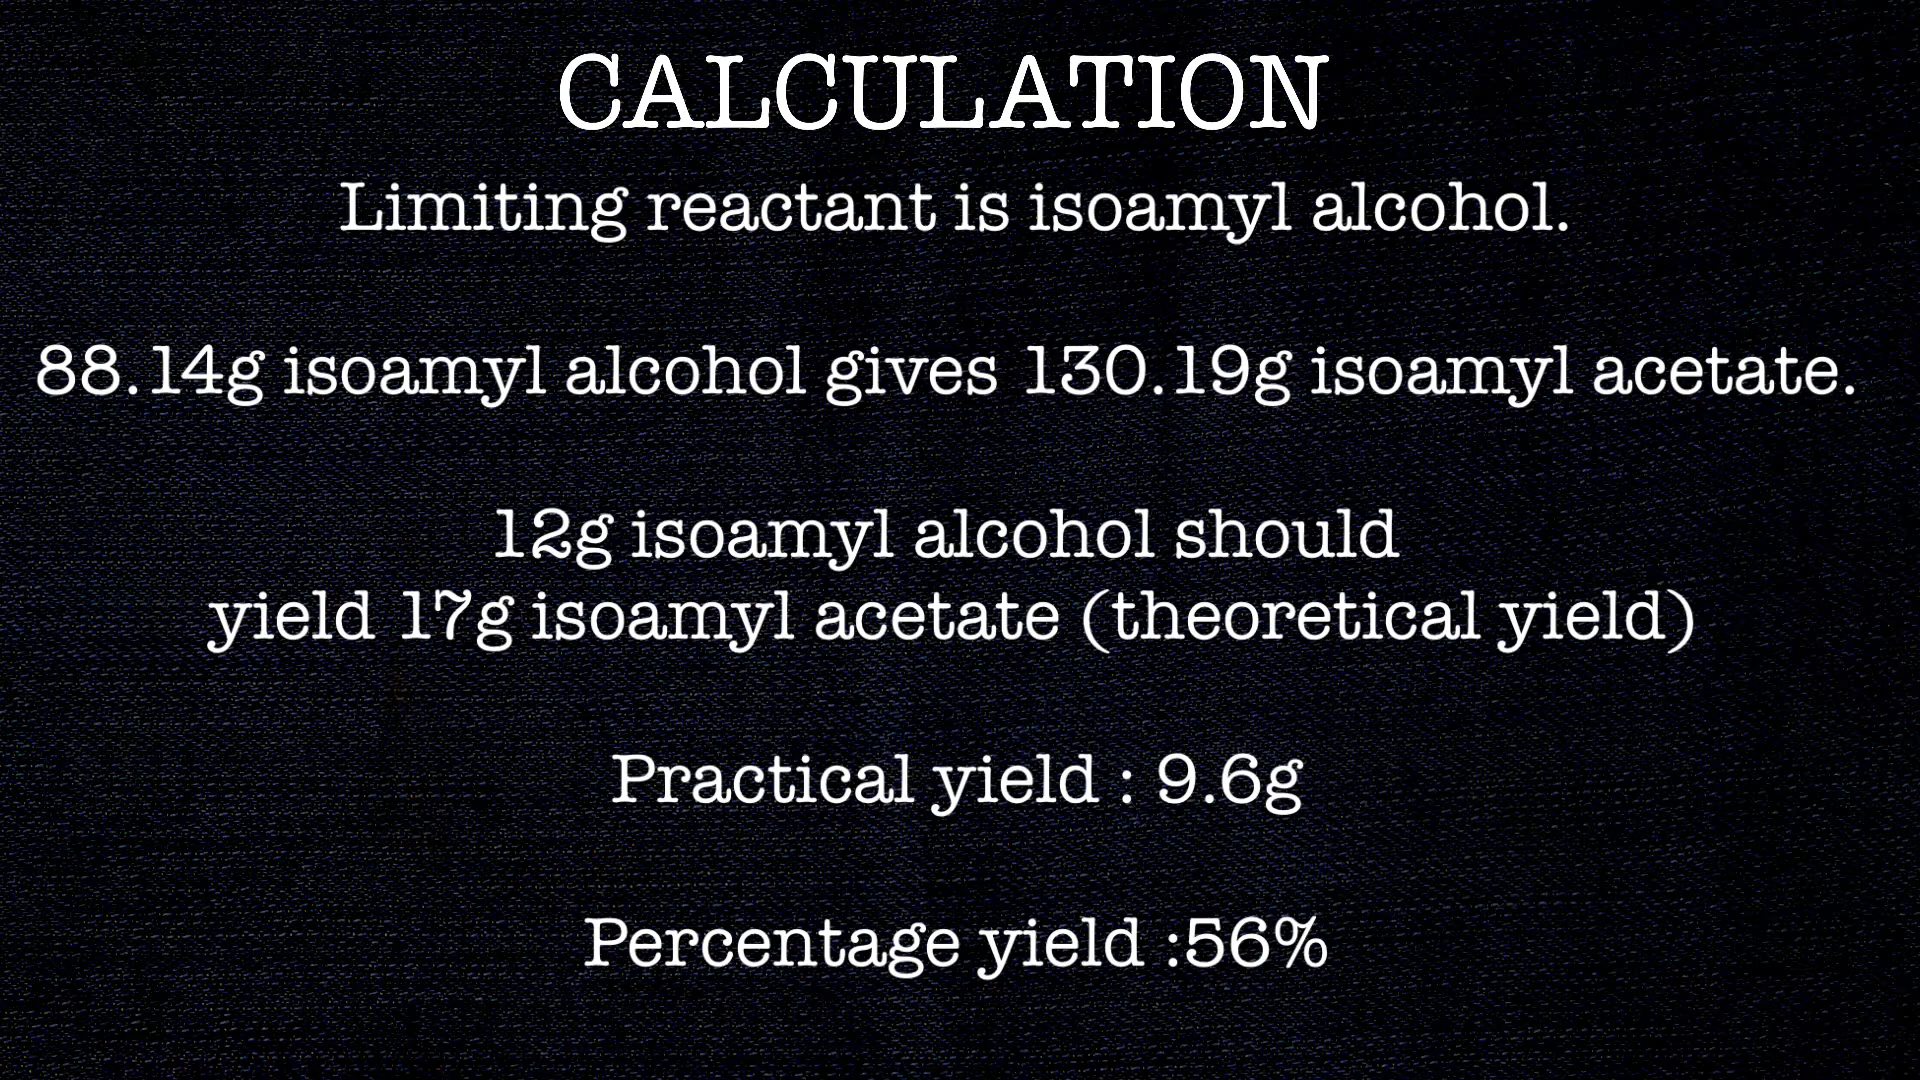 CALCULATION
Limiting reactant is isoamyl alcohol.
88.14g isoamyl alcohol gives 130.19g isoamyl acetate.
12g isoamyl alcohol should
yield 17g isoamyl acetate (theoretical yield)
Practical yield : 9.6g
Percentage yield :56%